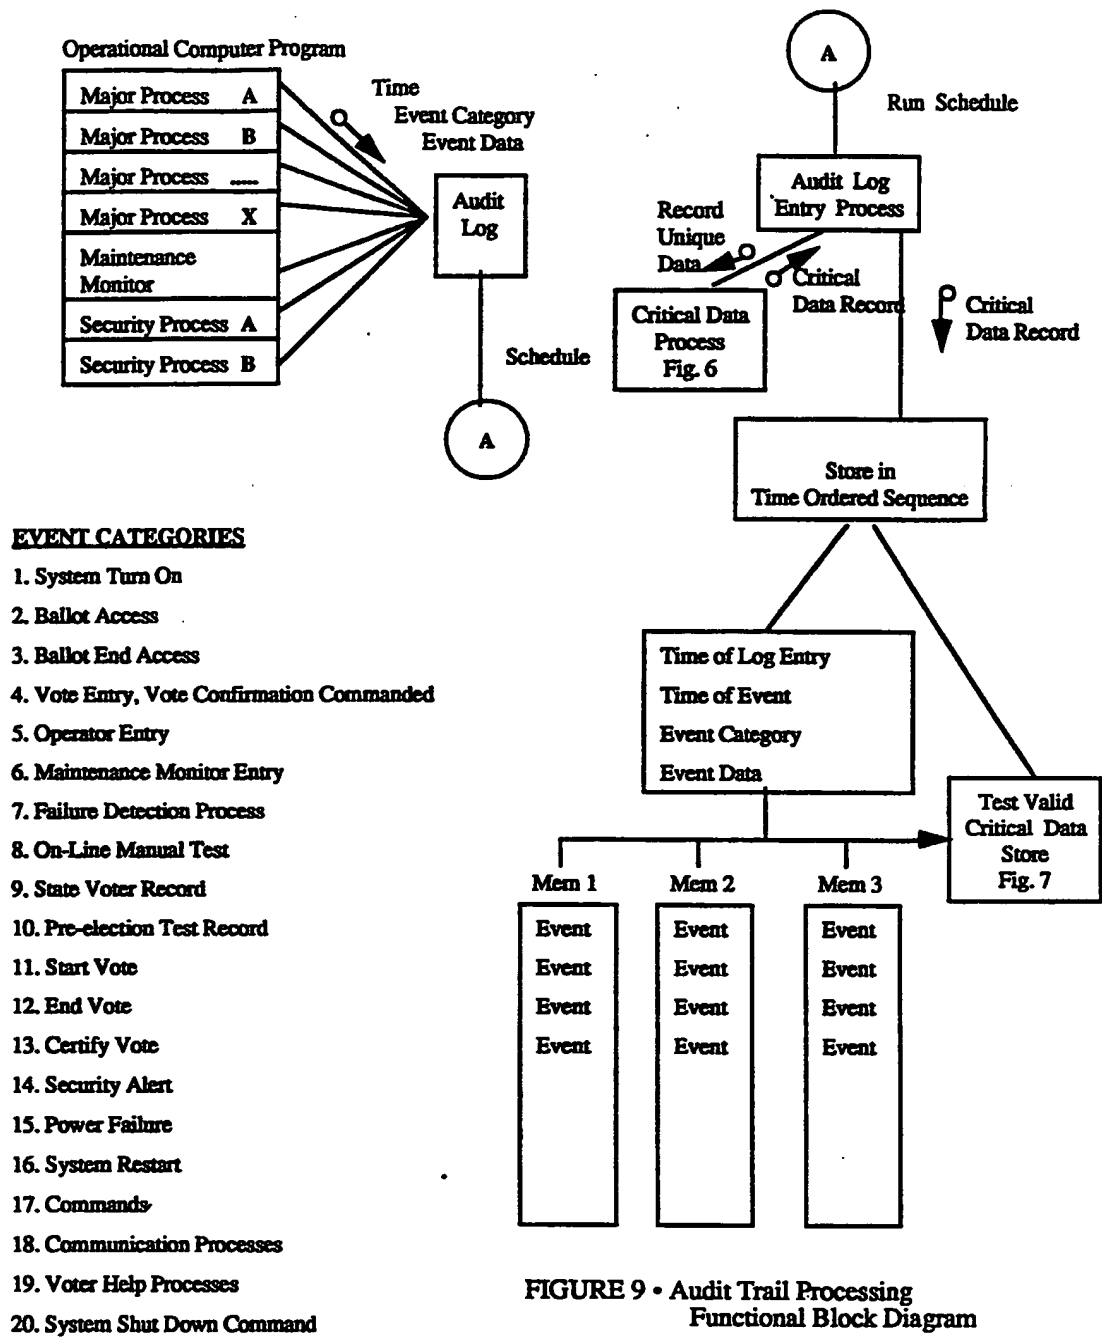 Operational Computer Program
Major Process A
Major Process B
Major Process .....
Major Process X
Maintenance
Monitor
Security Process A
Security Process B
Time
Event Category
Event Data
Audit
Log
Schedule
A
A
Run Schedule
Audit Log
Entry Process
Record
Unique
Data
Critical
Data Record
Critical Data
Process
Fig. 6
Critical
Data Record
Store in
Time Ordered Sequence
Time of Log Entry
Time of Event
Event Category
Event Data
Test Valid
Critical Data
Store
Fig. 7
Mem 1
Mem 2
Mem 3
Event
Event
Event
Event
Event
Event
Event
Event
Event
Event
Event
Event
EVENT CATEGORIES
1. System Turn On
2. Ballot Access
3. Ballot End Access
4. Vote Entry, Vote Confirmation Commanded
5. Operator Entry
6. Maintenance Monitor Entry
7. Failure Detection Process
8. On-Line Manual Test
9. State Voter Record
10. Pre-election Test Record
11. Start Vote
12. End Vote
13. Certify Vote
14. Security Alert
15. Power Failure
16. System Restart
17. Commands
18. Communication Processes
19. Voter Help Processes
20. System Shut Down Command
FIGURE 9 • Audit Trail Processing
Functional Block Diagram